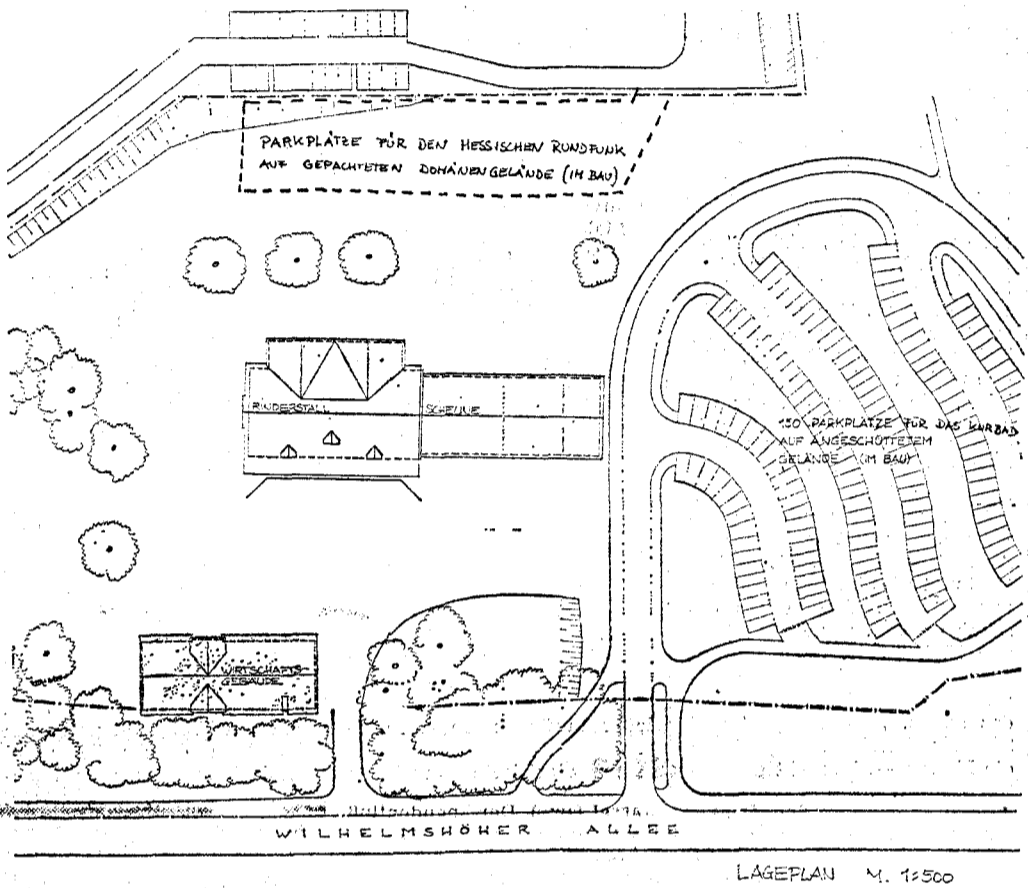 PARKPLÄTZE FÜR DEN HESSISCHEN RUNDFUNK
AUF GEPACHTETEN DOMÄNENGELÄNDE (IM BAU)
RINDERSTALL
SCHEUNE
150 PARKPLÄTZE FÜR DAS KURBAD
AUF ANGESCHÜTTETEM
GELÄNDE (IM BAU)
WIRTSCHAFTS-
GEBÄUDE
WILHELMSHÖHER ALLEE
LAGEPLAN M. 1:500